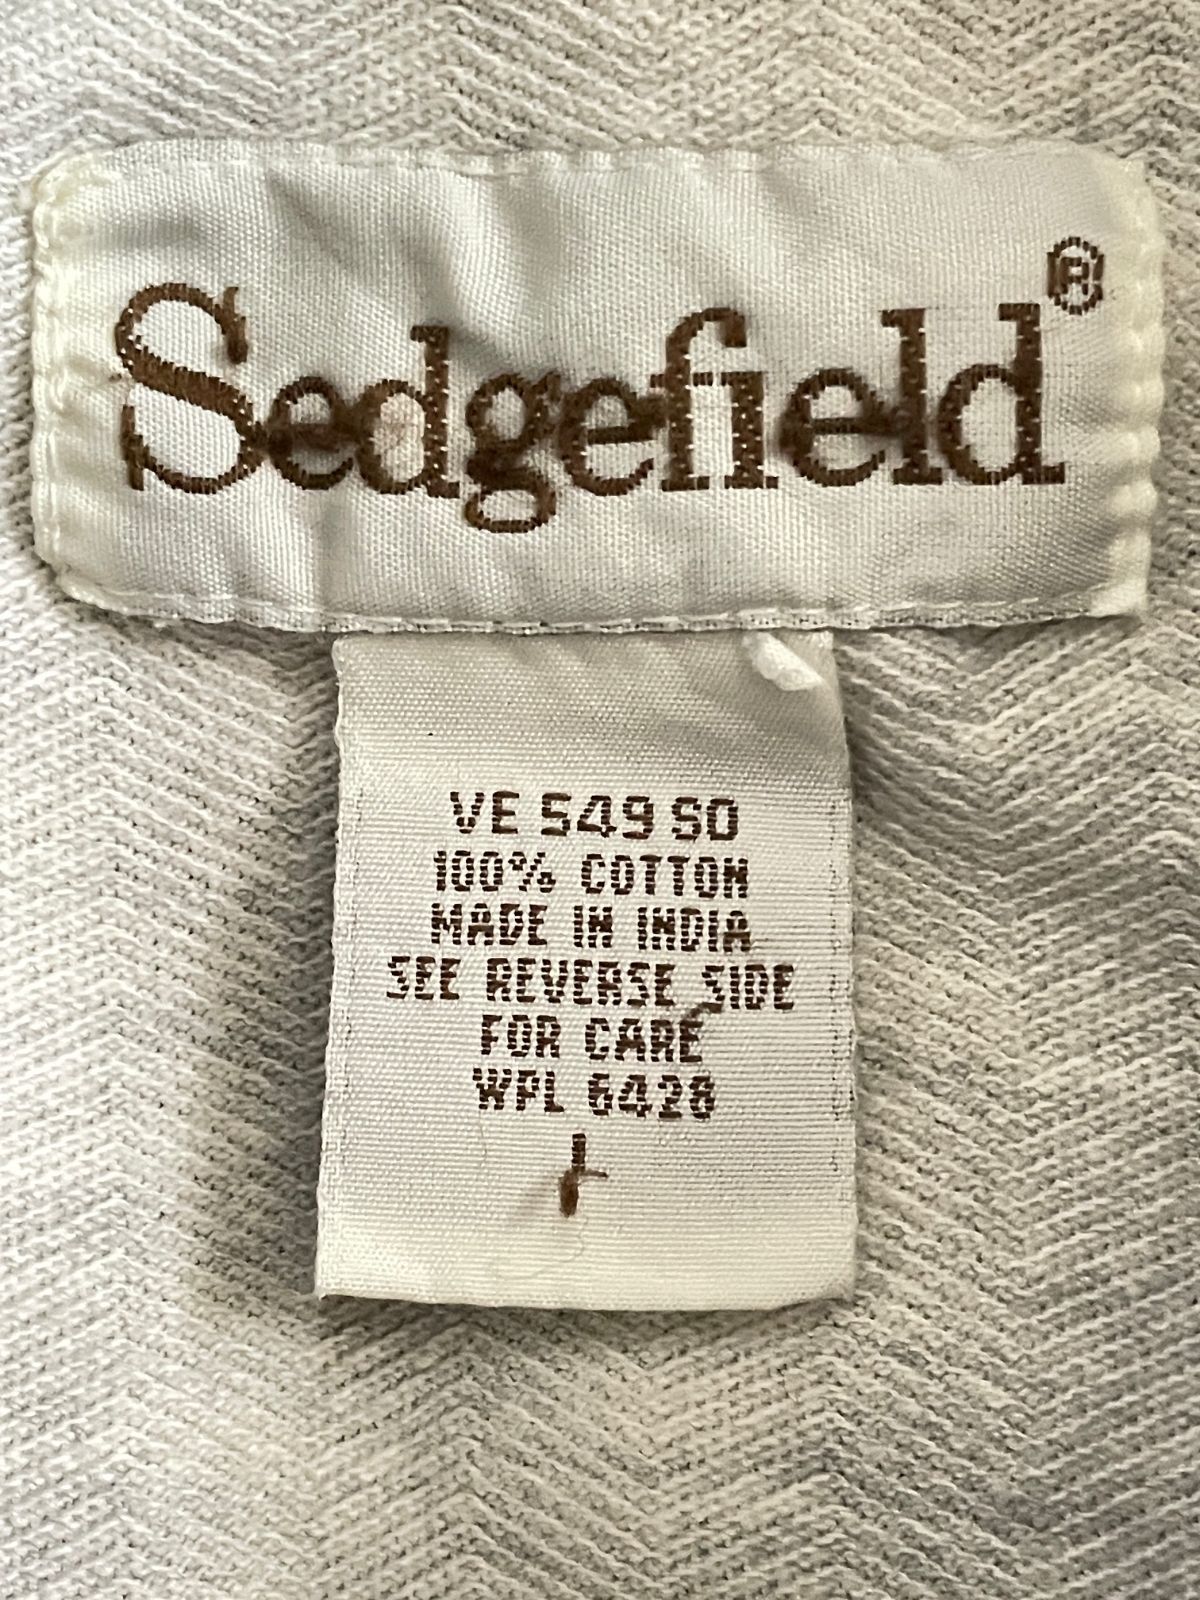 Sedgefield®
VE 549 SO
100% COTTON
MADE IN INDIA
SEE REVERSE SIDE
FOR CARE
WPL 6428